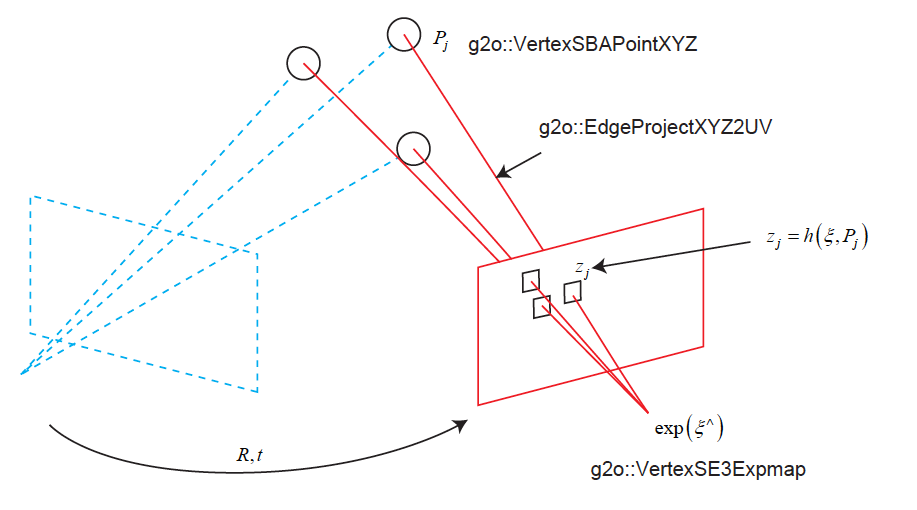 P_j g2o::VertexSBAPointXYZ
g2o::EdgeProjectXYZ2UV
z_j = h(ξ, P_j)
z_j
exp(ξ^)
R, t
g2o::VertexSE3Expmap